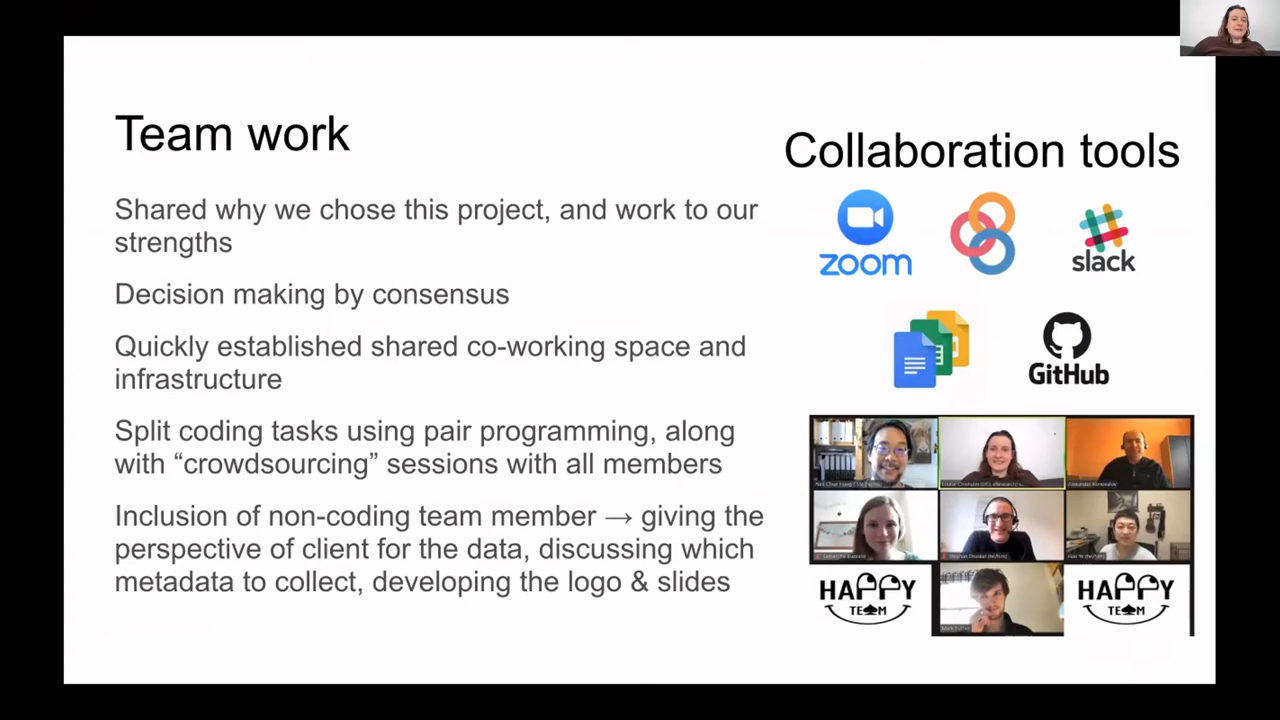 Team work
Shared why we chose this project, and work to our
strengths
Decision making by consensus
Quickly established shared co-working space and
infrastructure
Split coding tasks using pair programming, along
with “crowdsourcing” sessions with all members
Inclusion of non-coding team member → giving the
perspective of client for the data, discussing which
metadata to collect, developing the logo & slides
Collaboration tools
zoom
slack
GitHub
HAPPY
TEAM
HAPPY
TEAM